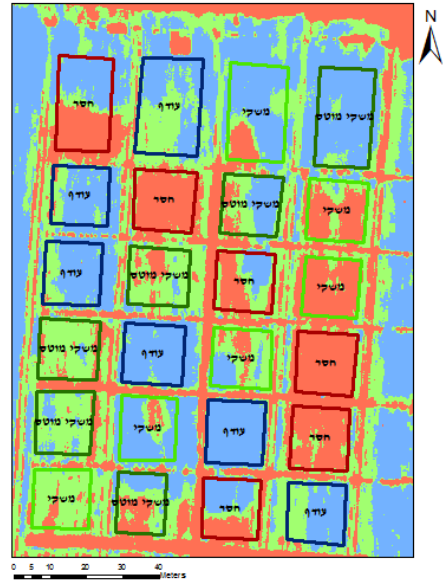 N
משקי מוטס
משקי
עודף
חסר
משקי
משקי מוטס
חסר
עודף
משקי
חסר
משקי מוטס
עודף
חסר
משקי
עודף
משקי מוטס
חסר
עודף
משקי
משקי מוטס
עודף
חסר
משקי מוטס
משקי
0 5 10 20 30 40
Meters